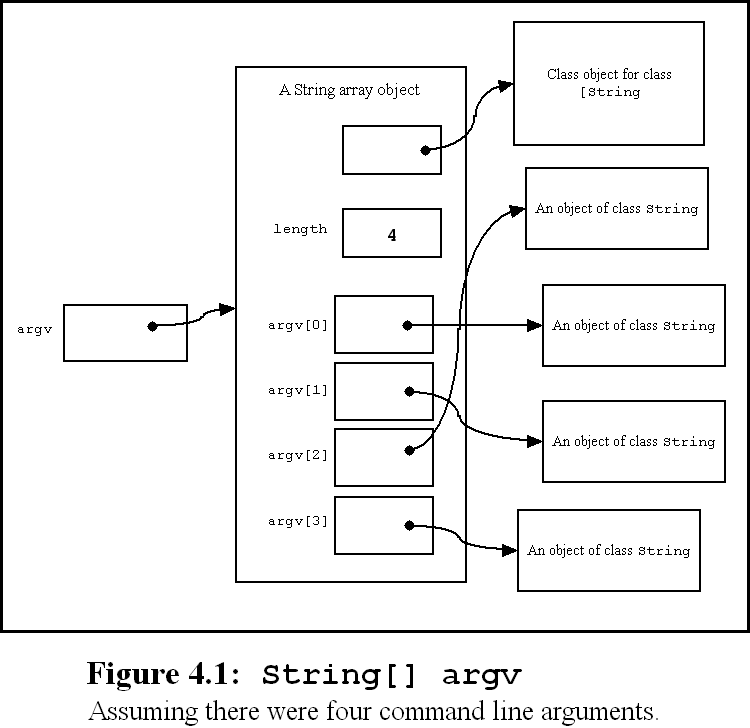 A String array object
Class object for class
[String
length
4
An object of class String
argv
argv[0]
An object of class String
argv[1]
argv[2]
An object of class String
argv[3]
An object of class String
Figure 4.1: String[] argv
Assuming there were four command line arguments.